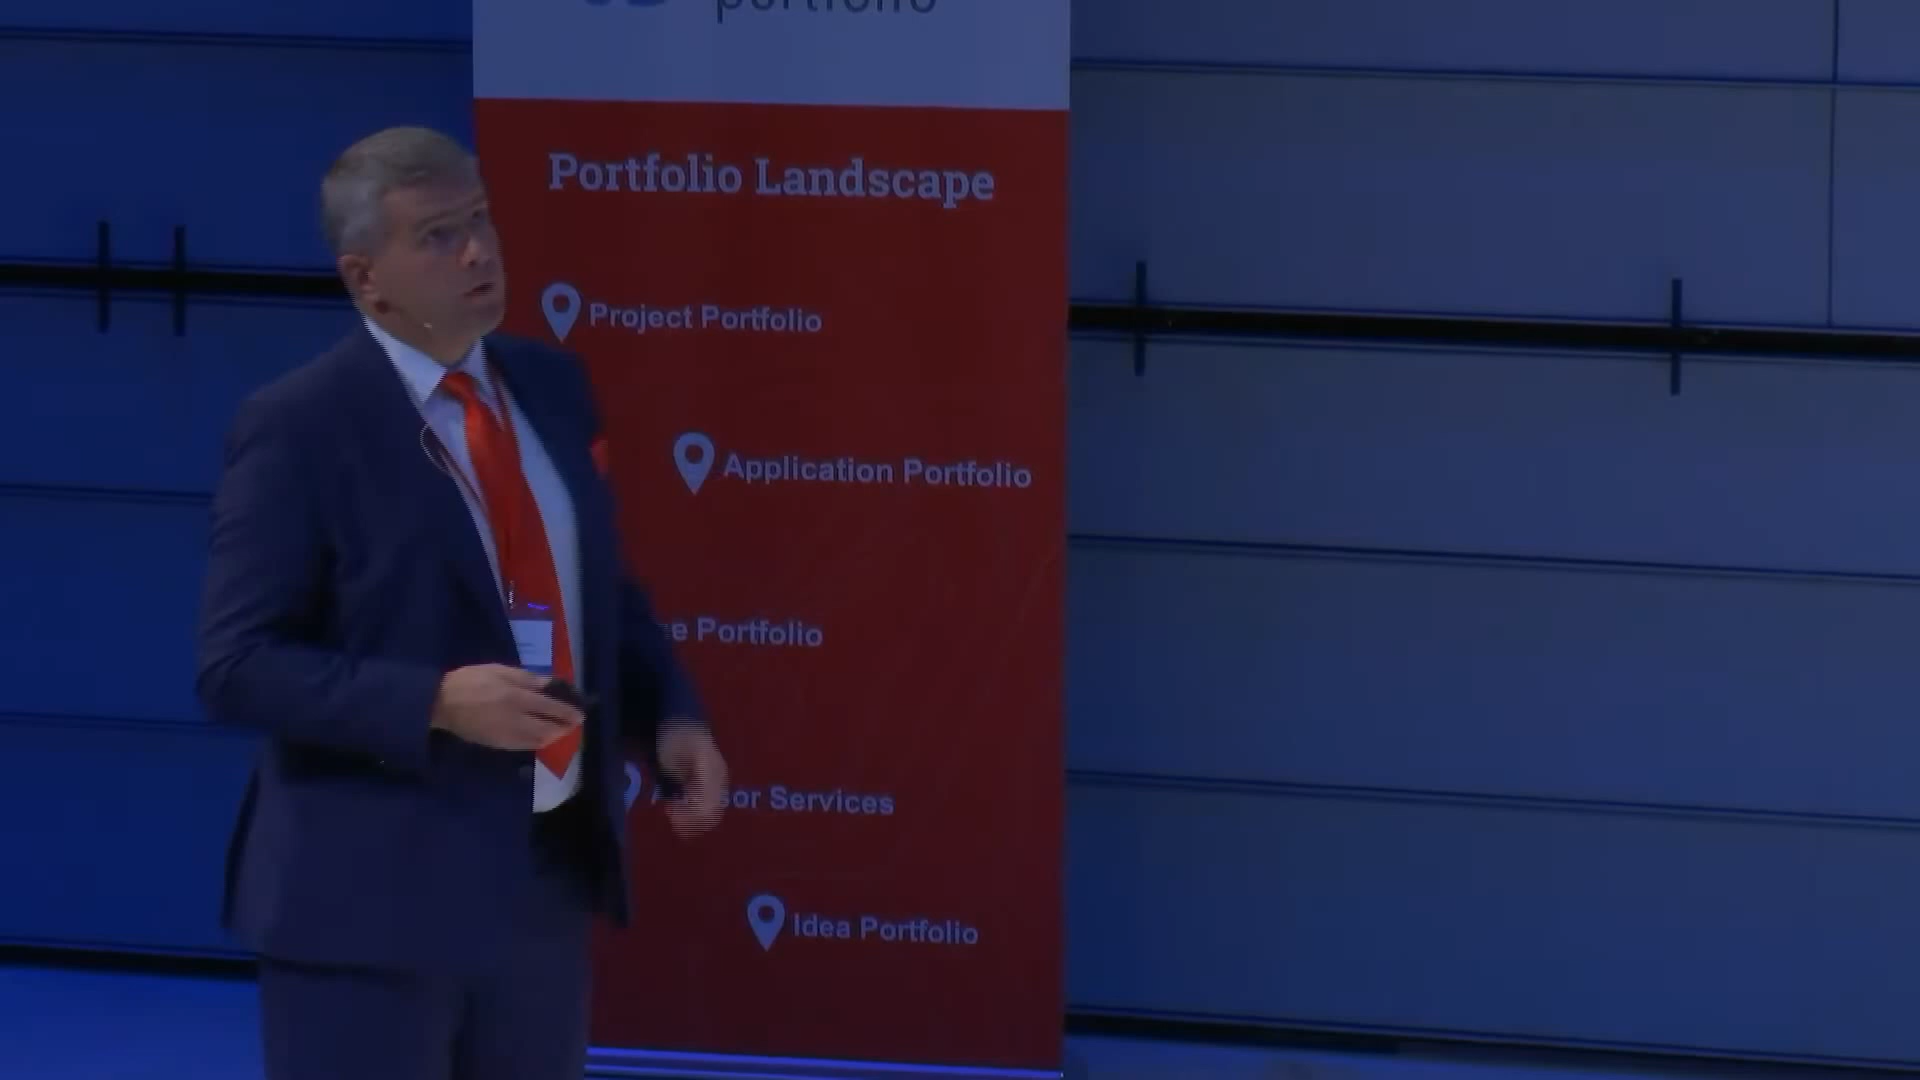 portfolio
Portfolio Landscape
Project Portfolio
Application Portfolio
Portfolio
Services
Idea Portfolio